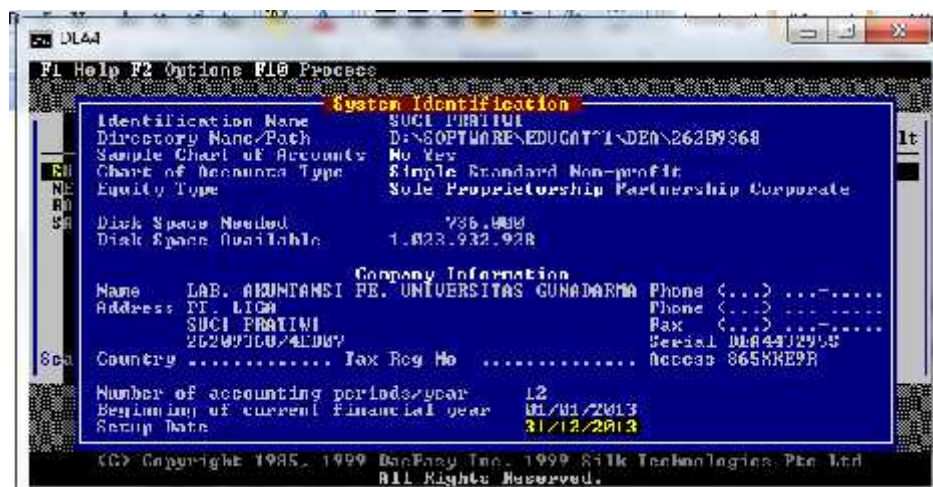 DEA4
F1 Help F2 Options F10 Process
System Identification
Identification Name SUCI PRATIWI
Directory Name/Path D:\SOFTWARE\EDUCAT~1\DEA\26209368
Sample Chart of Accounts No Yes
Chart of Accounts Type Simple Standard Non-profit
Equity Type Sole Proprietorship Partnership Corporate
Disk Space Needed 736.000
Disk Space Available 1.023.932.928
Company Information
Name LAB. AKUNTANSI FE. UNIVERSITAS GUNADARMA Phone (...) ...-.....
Address PT. LIGA Phone (...) ...-.....
SUCI PRATIWI Fax (...) ...-.....
Serial
Country ............. Tax Reg No .............. Access
Number of accounting periods/year 12
Beginning of current financial year 01/01/2013
Setup Date 31/12/2013
(C) Copyright 1985, 1999 DacEasy Inc. 1999 Silk Technologies Pte Ltd
All Rights Reserved.